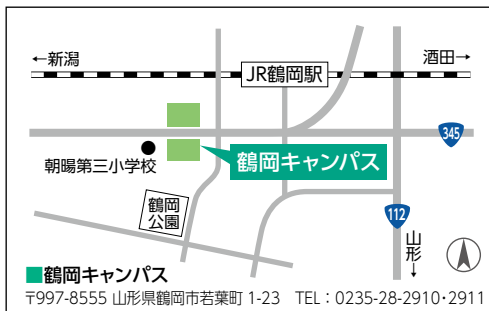 ←新潟
酒田→
JR鶴岡駅
345
朝暘第三小学校
鶴岡キャンパス
鶴岡
公園
112
山形→
■鶴岡キャンパス
〒997-8555 山形県鶴岡市若葉町 1-23 TEL：0235-28-2910・2911